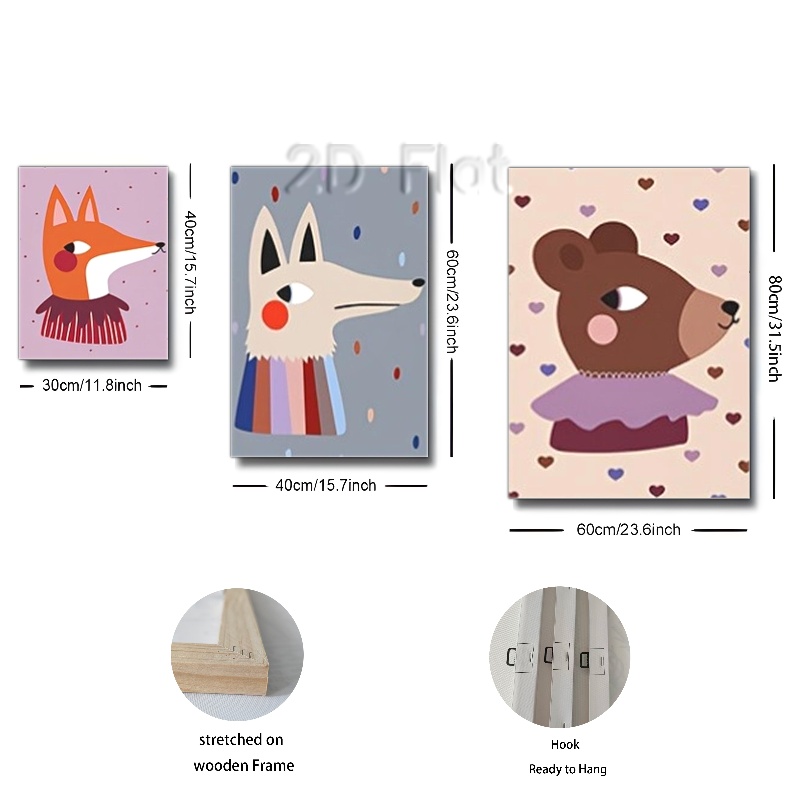 2D Flat
40cm/15.7inch
30cm/11.8inch
60cm/23.6inch
40cm/15.7inch
80cm/31.5inch
60cm/23.6inch
stretched on
wooden Frame
Hook
Ready to Hang